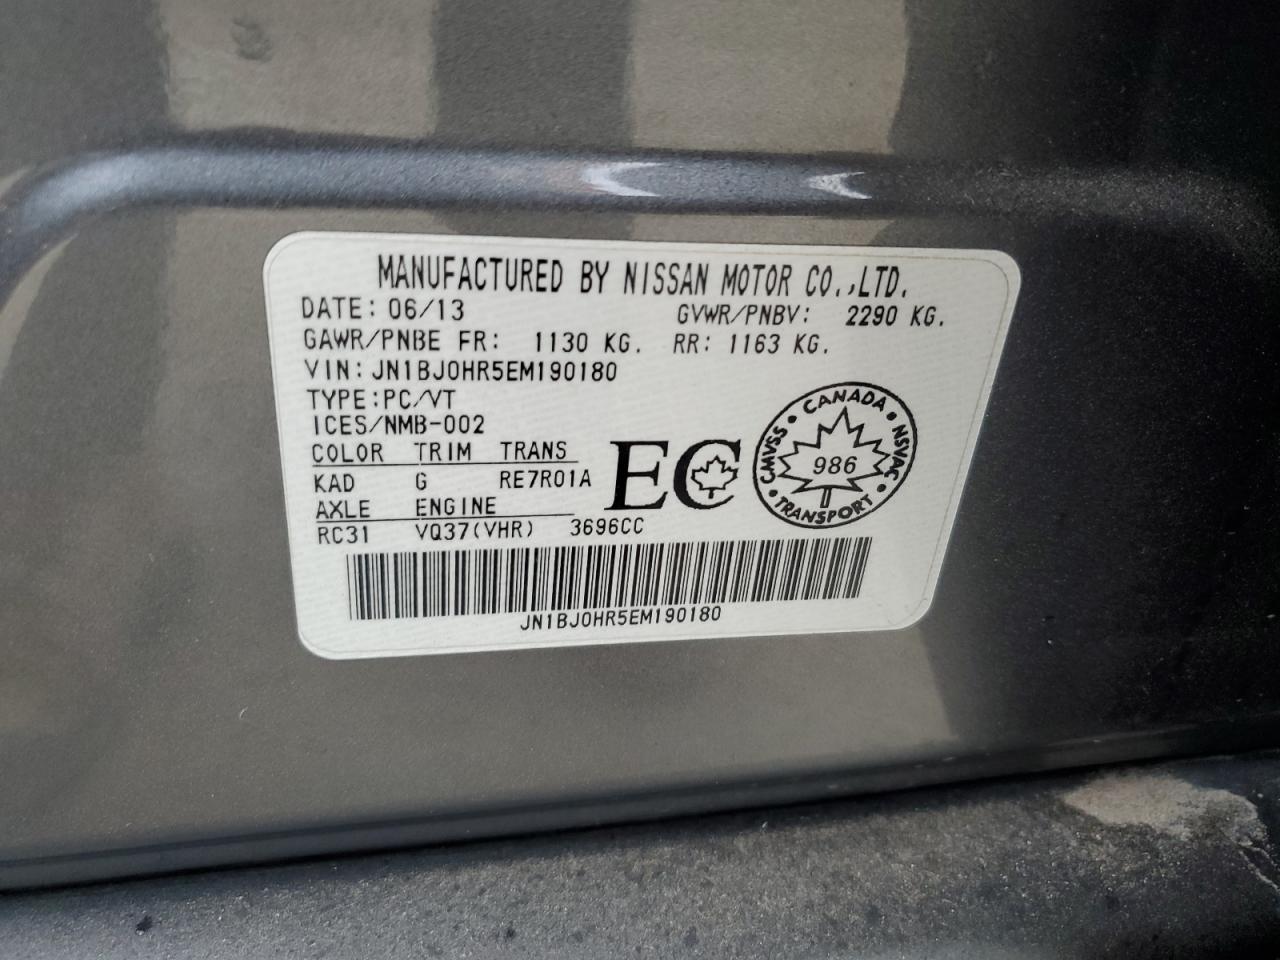 MANUFACTURED BY NISSAN MOTOR CO.,LTD.
DATE: 06/13 GVWR/PNBV: 2290 KG.
GAWR/PNBE FR: 1130 KG. RR: 1163 KG.
VIN: JN1BJ0HR5EM190180
TYPE:PC/VT
ICES/NMB-002
COLOR TRIM TRANS
KAD G RE7R01A
AXLE ENGINE
RC31 VQ37(VHR) 3696CC
EC
CMVSS • CANADA • NSVAC • TRANSPORT •
986
JN1BJ0HR5EM190180